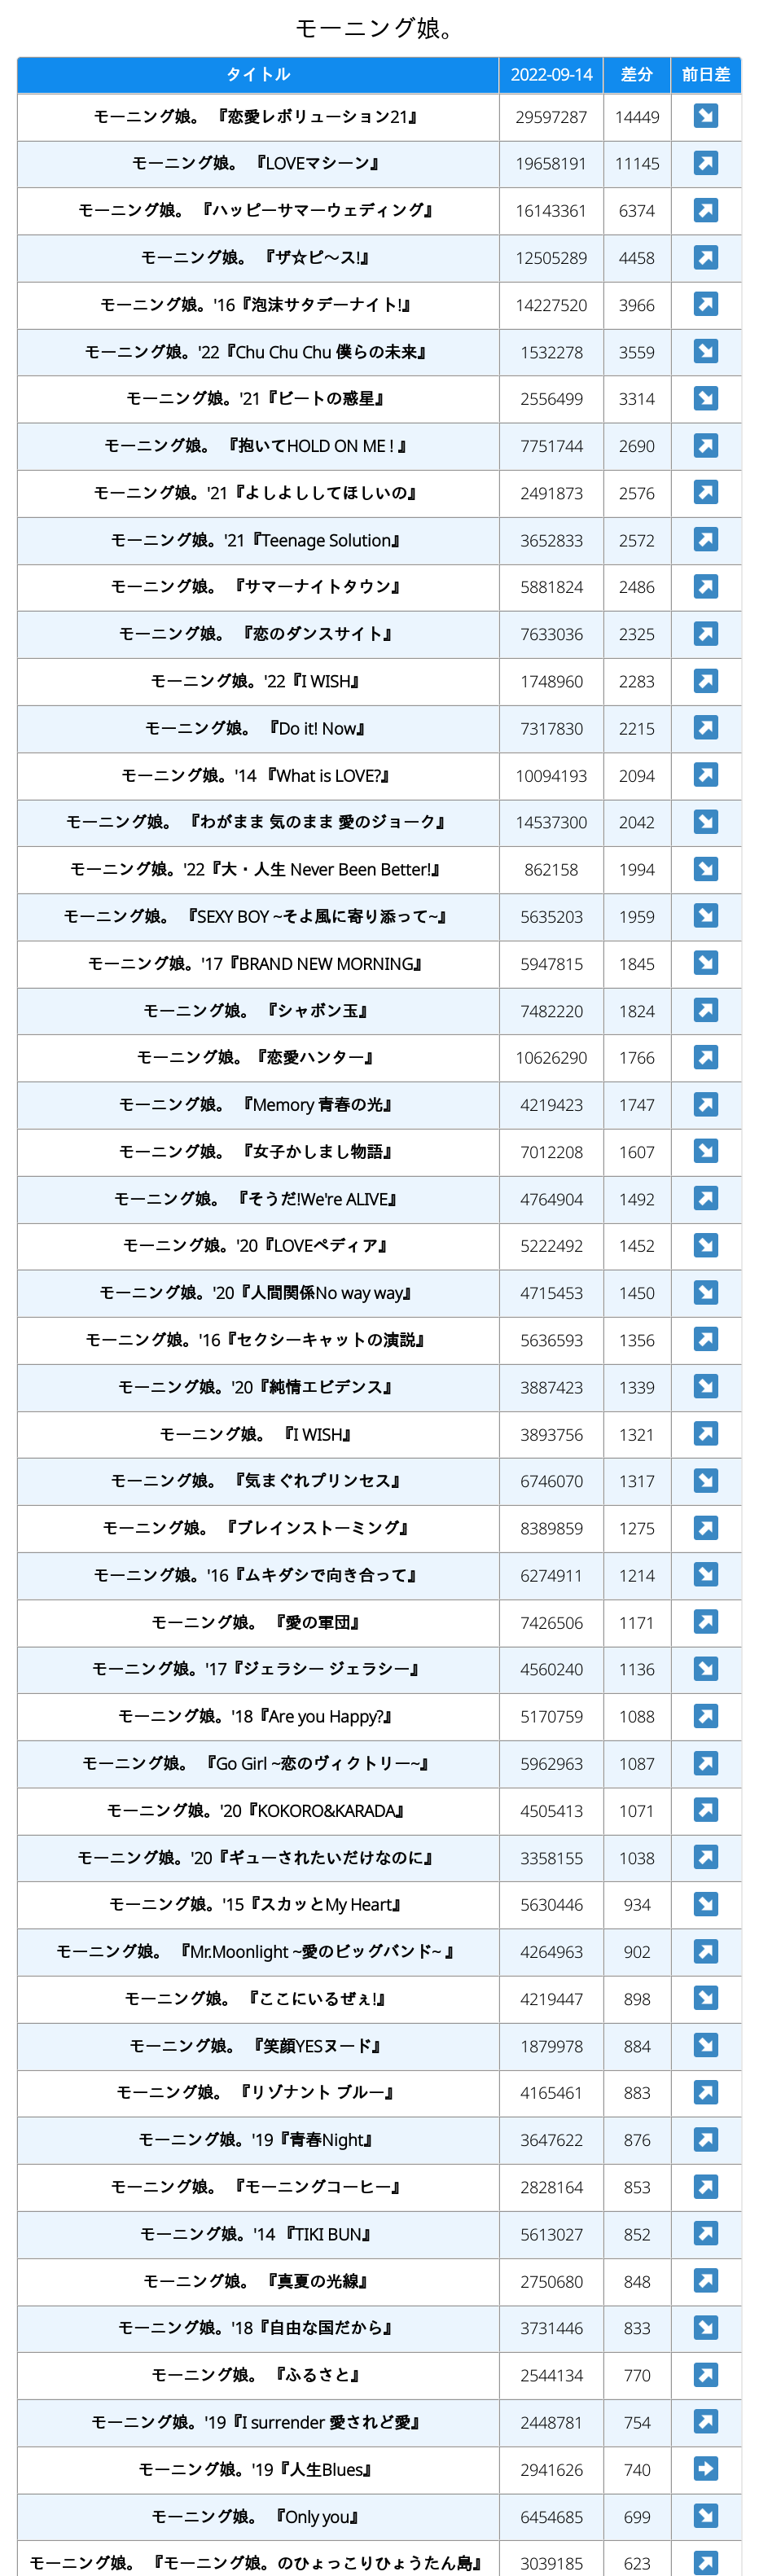 モーニング娘。
タイトル 2022-09-14 差分 前日差
モーニング娘。 『恋愛レボリューション21』 29597287 14449 ↘
モーニング娘。 『LOVEマシーン』 19658191 11145 ↗
モーニング娘。 『ハッピーサマーウェディング』 16143361 6374 ↗
モーニング娘。 『ザ☆ピ〜ス!』 12505289 4458 ↗
モーニング娘。'16『泡沫サタデーナイト!』 14227520 3966 ↗
モーニング娘。'22『Chu Chu Chu 僕らの未来』 1532278 3559 ↘
モーニング娘。'21『ビートの惑星』 2556499 3314 ↘
モーニング娘。 『抱いてHOLD ON ME ! 』 7751744 2690 ↗
モーニング娘。'21『よしよししてほしいの』 2491873 2576 ↗
モーニング娘。'21『Teenage Solution』 3652833 2572 ↗
モーニング娘。 『サマーナイトタウン』 5881824 2486 ↗
モーニング娘。 『恋のダンスサイト』 7633036 2325 ↗
モーニング娘。'22『I WISH』 1748960 2283 ↗
モーニング娘。 『Do it! Now』 7317830 2215 ↗
モーニング娘。'14 『What is LOVE?』 10094193 2094 ↗
モーニング娘。 『わがまま 気のまま 愛のジョーク』 14537300 2042 ↘
モーニング娘。'22『大・人生 Never Been Better!』 862158 1994 ↘
モーニング娘。 『SEXY BOY ~そよ風に寄り添って~』 5635203 1959 ↘
モーニング娘。'17『BRAND NEW MORNING』 5947815 1845 ↘
モーニング娘。 『シャボン玉』 7482220 1824 ↗
モーニング娘。『恋愛ハンター』 10626290 1766 ↗
モーニング娘。 『Memory 青春の光』 4219423 1747 ↗
モーニング娘。 『女子かしまし物語』 7012208 1607 ↘
モーニング娘。 『そうだ!We're ALIVE』 4764904 1492 ↗
モーニング娘。'20『LOVEペディア』 5222492 1452 ↘
モーニング娘。'20『人間関係No way way』 4715453 1450 ↘
モーニング娘。'16『セクシーキャットの演説』 5636593 1356 ↗
モーニング娘。'20『純情エビデンス』 3887423 1339 ↘
モーニング娘。 『I WISH』 3893756 1321 ↗
モーニング娘。 『気まぐれプリンセス』 6746070 1317 ↘
モーニング娘。 『ブレインストーミング』 8389859 1275 ↗
モーニング娘。'16『ムキダシで向き合って』 6274911 1214 ↘
モーニング娘。 『愛の軍団』 7426506 1171 ↗
モーニング娘。'17『ジェラシー ジェラシー』 4560240 1136 ↘
モーニング娘。'18『Are you Happy?』 5170759 1088 ↗
モーニング娘。 『Go Girl ~恋のヴィクトリー~』 5962963 1087 ↗
モーニング娘。'20『KOKORO&KARADA』 4505413 1071 ↗
モーニング娘。'20『ギューされたいだけなのに』 3358155 1038 ↗
モーニング娘。'15『スカッとMy Heart』 5630446 934 ↘
モーニング娘。 『Mr.Moonlight ~愛のビッグバンド~ 』 4264963 902 ↗
モーニング娘。 『ここにいるぜぇ!』 4219447 898 ↘
モーニング娘。 『笑顔YESヌード』 1879978 884 ↘
モーニング娘。 『リゾナント ブルー』 4165461 883 ↗
モーニング娘。'19『青春Night』 3647622 876 ↗
モーニング娘。 『モーニングコーヒー』 2828164 853 ↗
モーニング娘。'14 『TIKI BUN』 5613027 852 ↗
モーニング娘。 『真夏の光線』 2750680 848 ↗
モーニング娘。'18『自由な国だから』 3731446 833 ↘
モーニング娘。 『ふるさと』 2544134 770 ↗
モーニング娘。'19『I surrender 愛されど愛』 2448781 754 ↗
モーニング娘。'19『人生Blues』 2941626 740 →
モーニング娘。 『Only you』 6454685 699 ↘
モーニング娘。 『モーニング娘。のひょっこりひょうたん島』 3039185 623 ↗